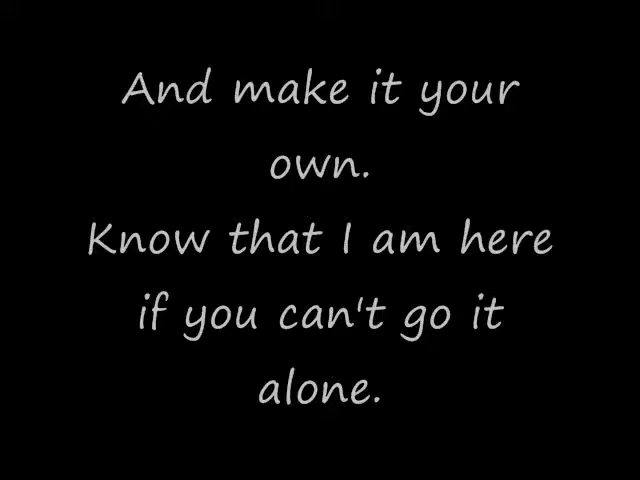 And make it your
own.
Know that I am here
if you can't go it
alone.